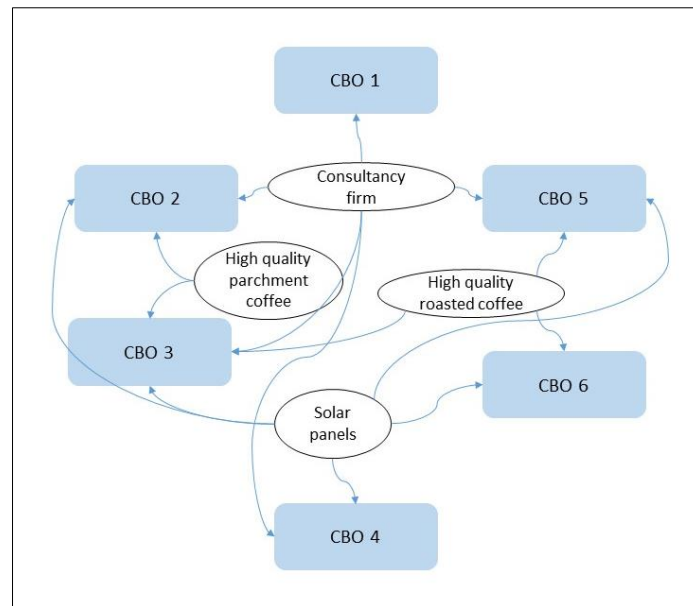 CBO 1
Consultancy
firm
CBO 2
CBO 5
High quality
parchment
coffee
High quality
roasted coffee
CBO 3
CBO 6
Solar
panels
CBO 4